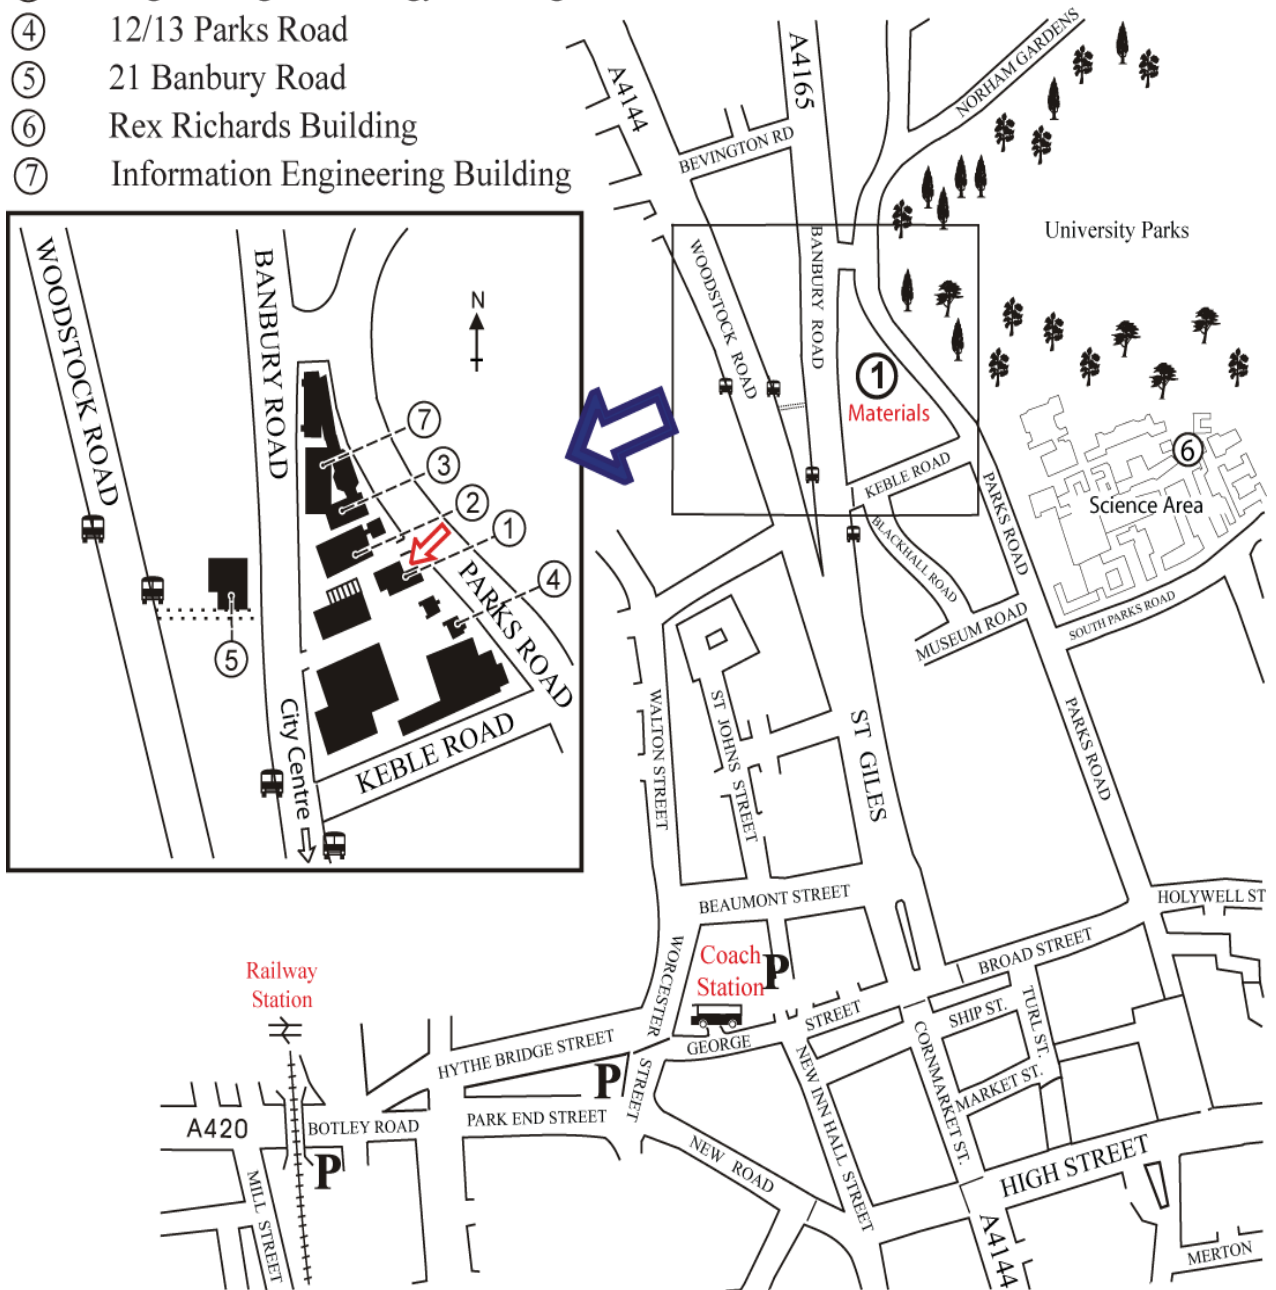 ④ 12/13 Parks Road
⑤ 21 Banbury Road
⑥ Rex Richards Building
⑦ Information Engineering Building
WOODSTOCK ROAD
BANBURY ROAD
N
7
3
2
1
4
5
PARKS ROAD
City Centre
KEBLE ROAD
A4144
A4165
NORHAM GARDENS
BEVINGTON RD
University Parks
WOODSTOCK ROAD
BANBURY ROAD
1
Materials
KEBLE ROAD
6
Science Area
PARKS ROAD
BLACKHALL ROAD
MUSEUM ROAD
SOUTH PARKS ROAD
WALTON STREET
ST JOHNS STREET
ST GILES
PARKS ROAD
BEAUMONT STREET
HOLYWELL ST
BROAD STREET
WORCESTER
STREET
Coach
Station
P
Railway
Station
GEORGE
STREET
SHIP ST.
TURL ST.
HYTHE BRIDGE STREET
P
CORNMARKET ST.
MARKET ST.
NEW INN HALL STREET
A420
BOTLEY ROAD
PARK END STREET
P
NEW ROAD
HIGH STREET
MILL STREET
A4144
MERTON